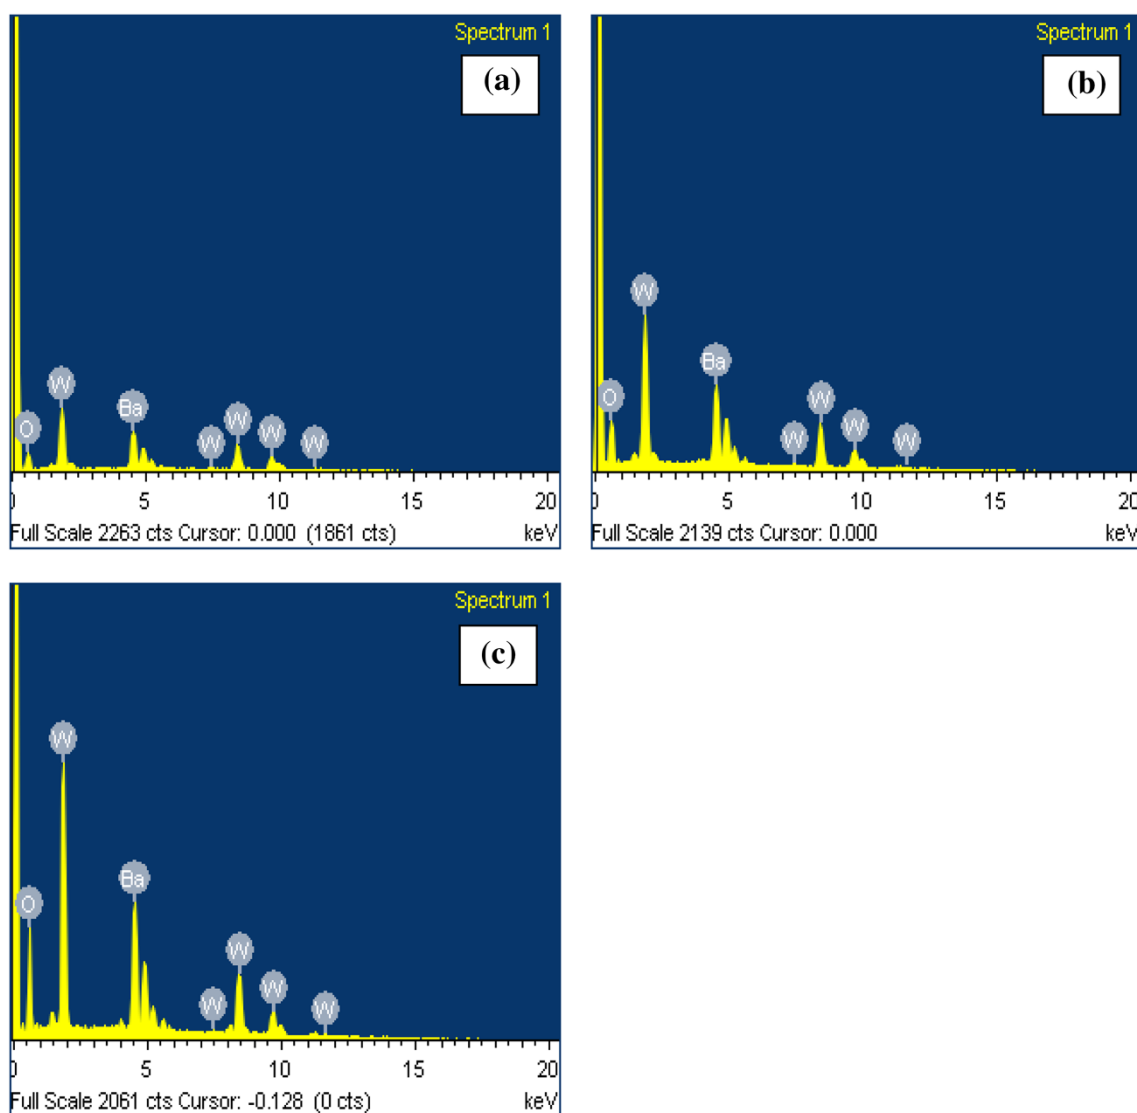 Spectrum 1
(a)
W
O
Ba
W
W
W
W
0 5 10 15 20
Full Scale 2263 cts Cursor: 0.000 (1861 cts) keV
Spectrum 1
(b)
W
Ba
O
W
W
W
W
0 5 10 15 20
Full Scale 2139 cts Cursor: 0.000 keV
Spectrum 1
(c)
W
Ba
O
W
W
W
W
0 5 10 15 20
Full Scale 2061 cts Cursor: -0.128 (0 cts) keV